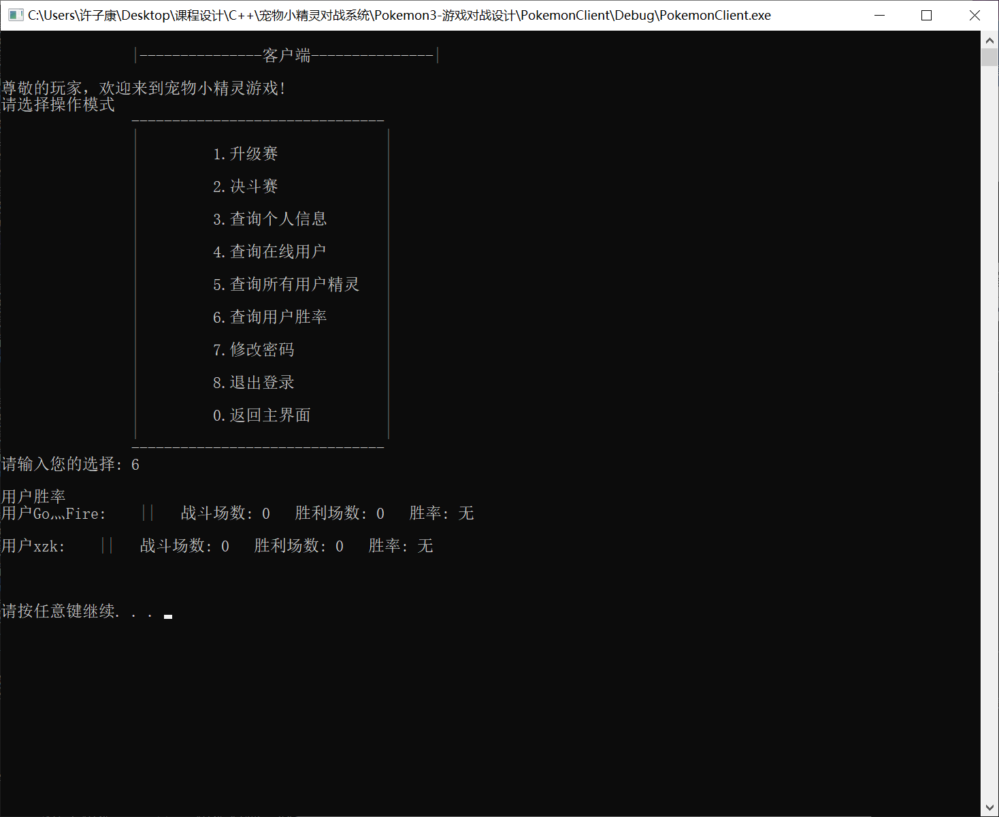 C:\Users\许子康\Desktop\课程设计\C++\宠物小精灵对战系统\Pokemon3-游戏对战设计\PokemonClient\Debug\PokemonClient.exe
|---------------客户端---------------|
尊敬的玩家，欢迎来到宠物小精灵游戏!
请选择操作模式
-------------------------------
1.升级赛
2.决斗赛
3.查询个人信息
4.查询在线用户
5.查询所有用户精灵
6.查询用户胜率
7.修改密码
8.退出登录
0.返回主界面
-------------------------------
请输入您的选择: 6
用户胜率
用户Go灬Fire: || 战斗场数: 0 胜利场数: 0 胜率: 无
用户xzk: || 战斗场数: 0 胜利场数: 0 胜率: 无
请按任意键继续. . .